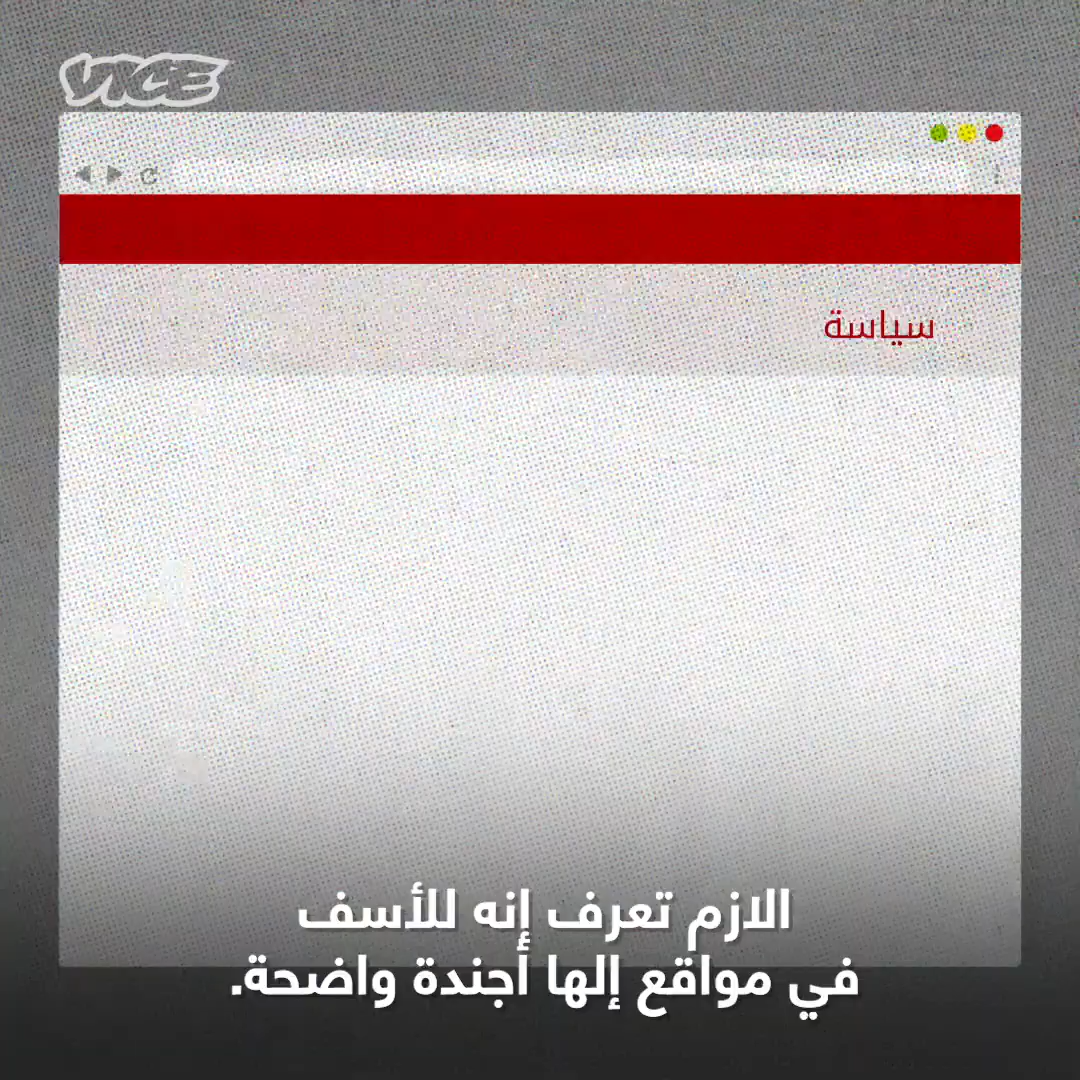 VICE
سياسة
الازم تعرف إنه للأسف
في مواقع إلها أجندة واضحة.